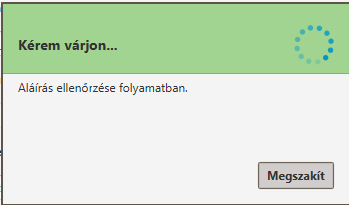 Kérem várjon...
Aláírás ellenőrzése folyamatban.
Megszakít